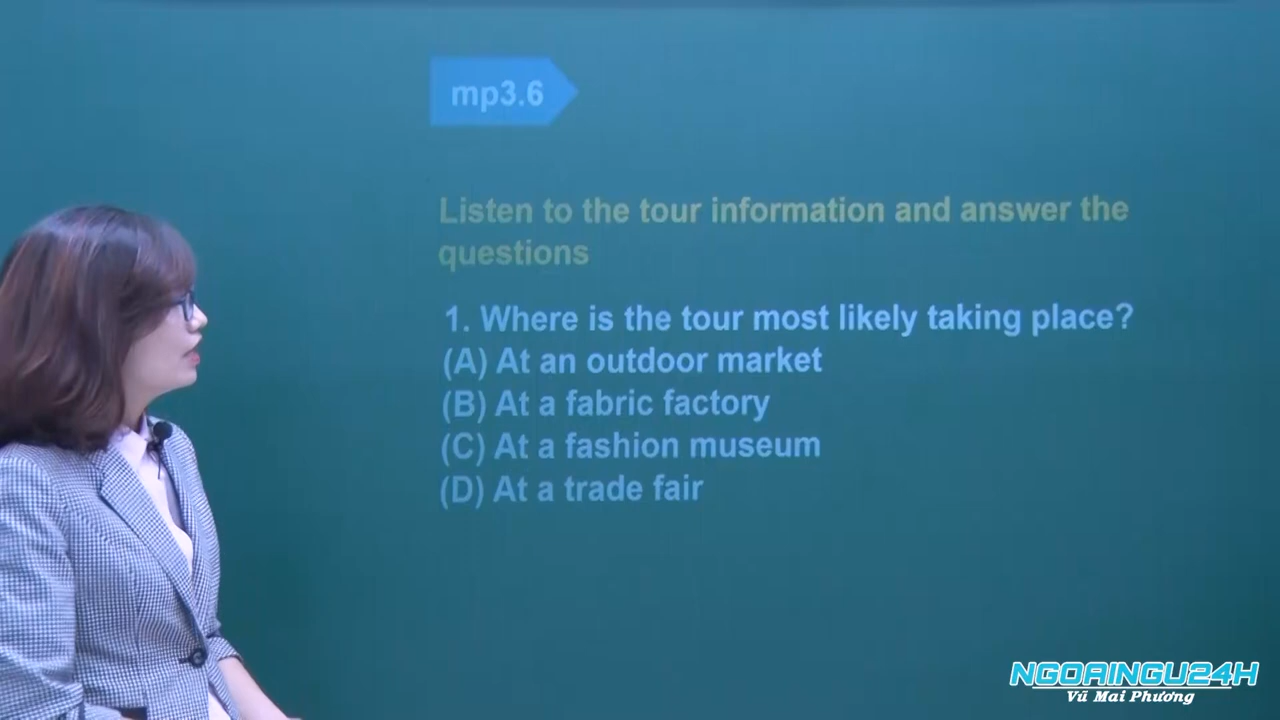 mp3.6
Listen to the tour information and answer the
questions
1. Where is the tour most likely taking place?
(A) At an outdoor market
(B) At a fabric factory
(C) At a fashion museum
(D) At a trade fair
NGOAINGU24H
Vũ Mai Phương